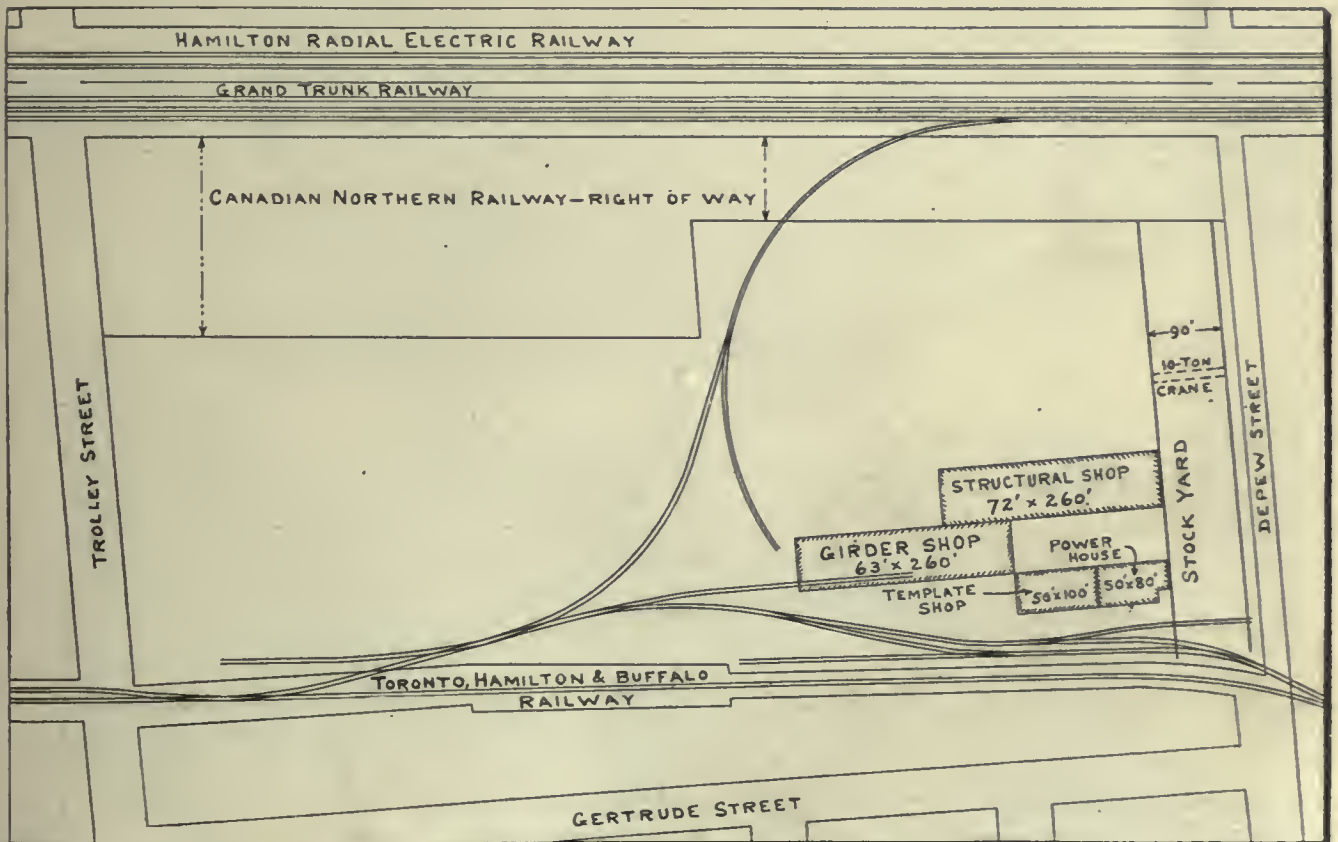 HAMILTON RADIAL ELECTRIC RAILWAY
GRAND TRUNK RAILWAY
CANADIAN NORTHERN RAILWAY-RIGHT OF WAY
90'
10-TON
CRANE
TROLLEY STREET
DEPEW STREET
STOCK YARD
STRUCTURAL SHOP
72' x 260'
GIRDER SHOP
63' x 260'
POWER
HOUSE
TEMPLATE
SHOP
50'x100'
50'x80'
TORONTO, HAMILTON & BUFFALO
RAILWAY
GERTRUDE STREET